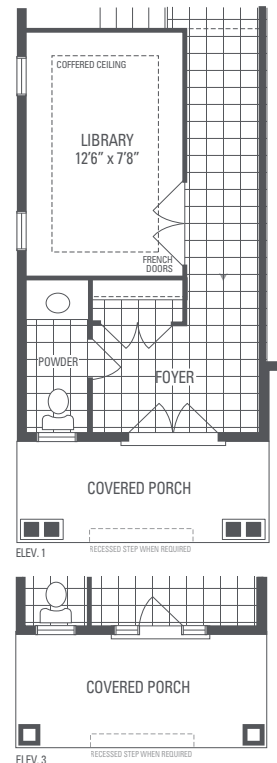 COFFERED CEILING
LIBRARY
12'6" x 7'8"
FRENCH
DOORS
POWDER
FOYER
COVERED PORCH
ELEV. 1
RECESSED STEP WHEN REQUIRED
COVERED PORCH
ELEV. 3
RECESSED STEP WHEN REQUIRED